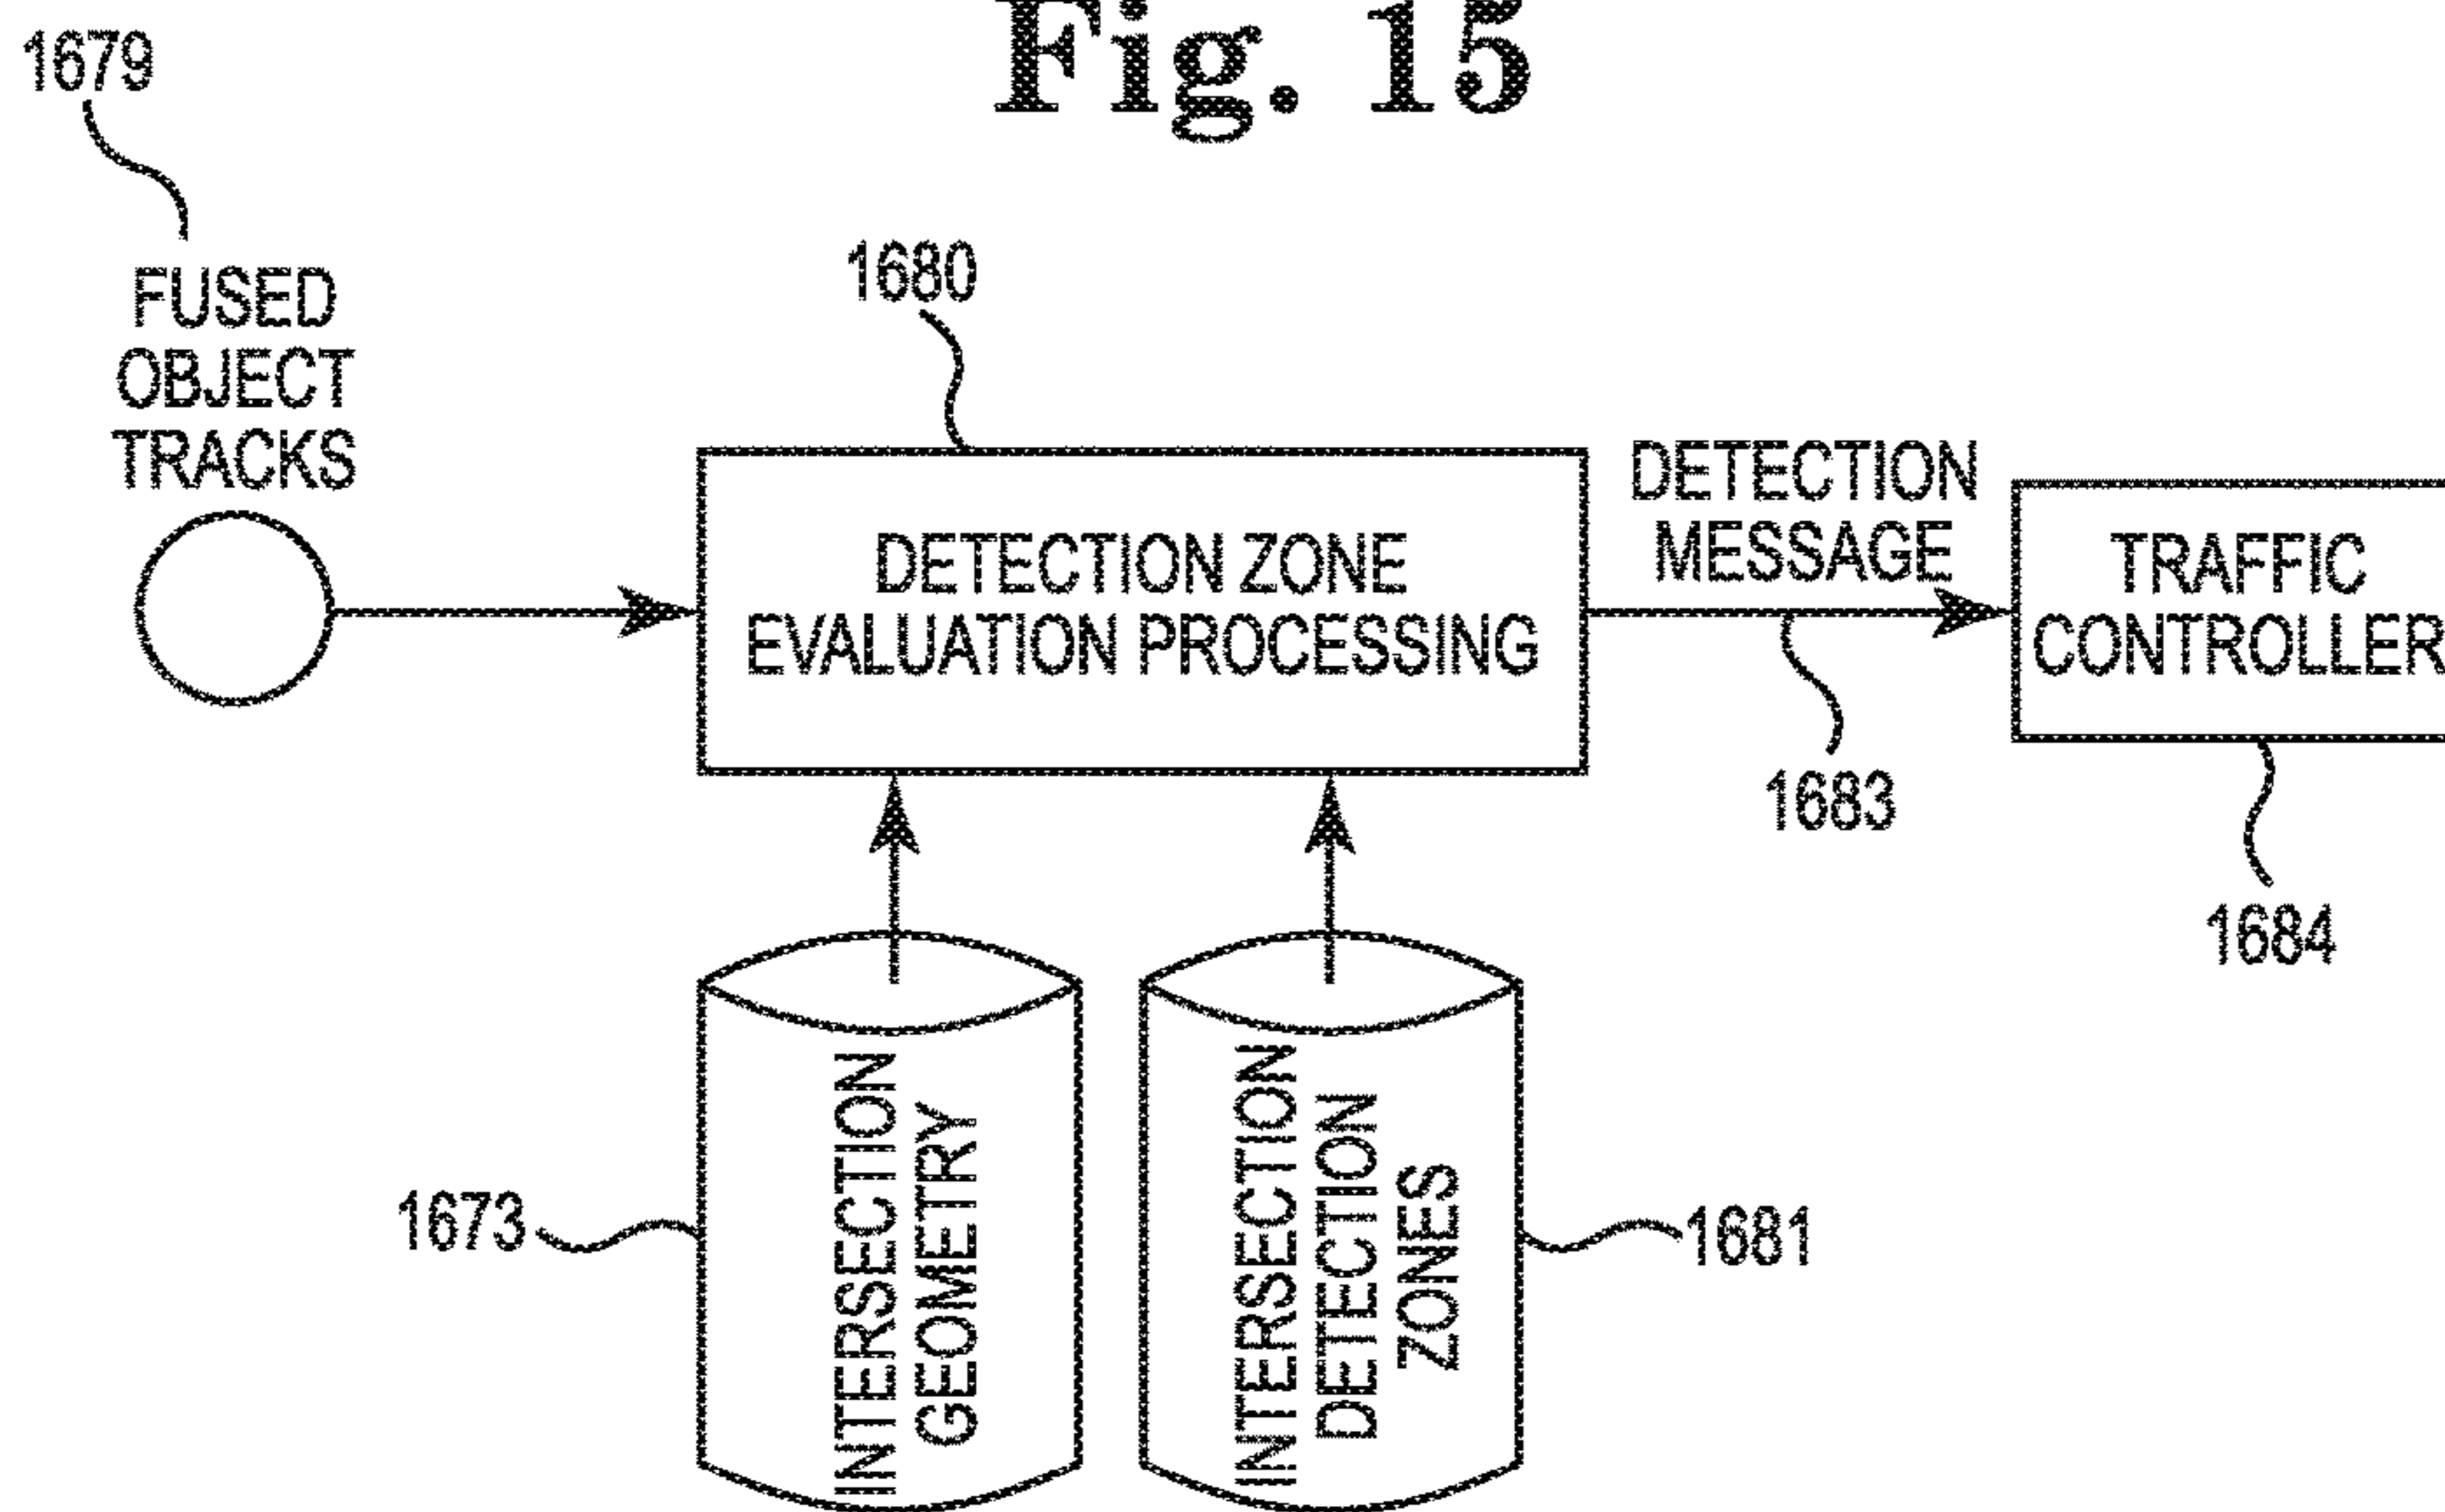 Fig. 15
1679
FUSED
OBJECT
TRACKS
1680
DETECTION ZONE
EVALUATION PROCESSING
DETECTION
MESSAGE
1683
TRAFFIC
CONTROLLER
1684
INTERSECTION
GEOMETRY
1673
INTERSECTION
DETECTION
ZONES
1681